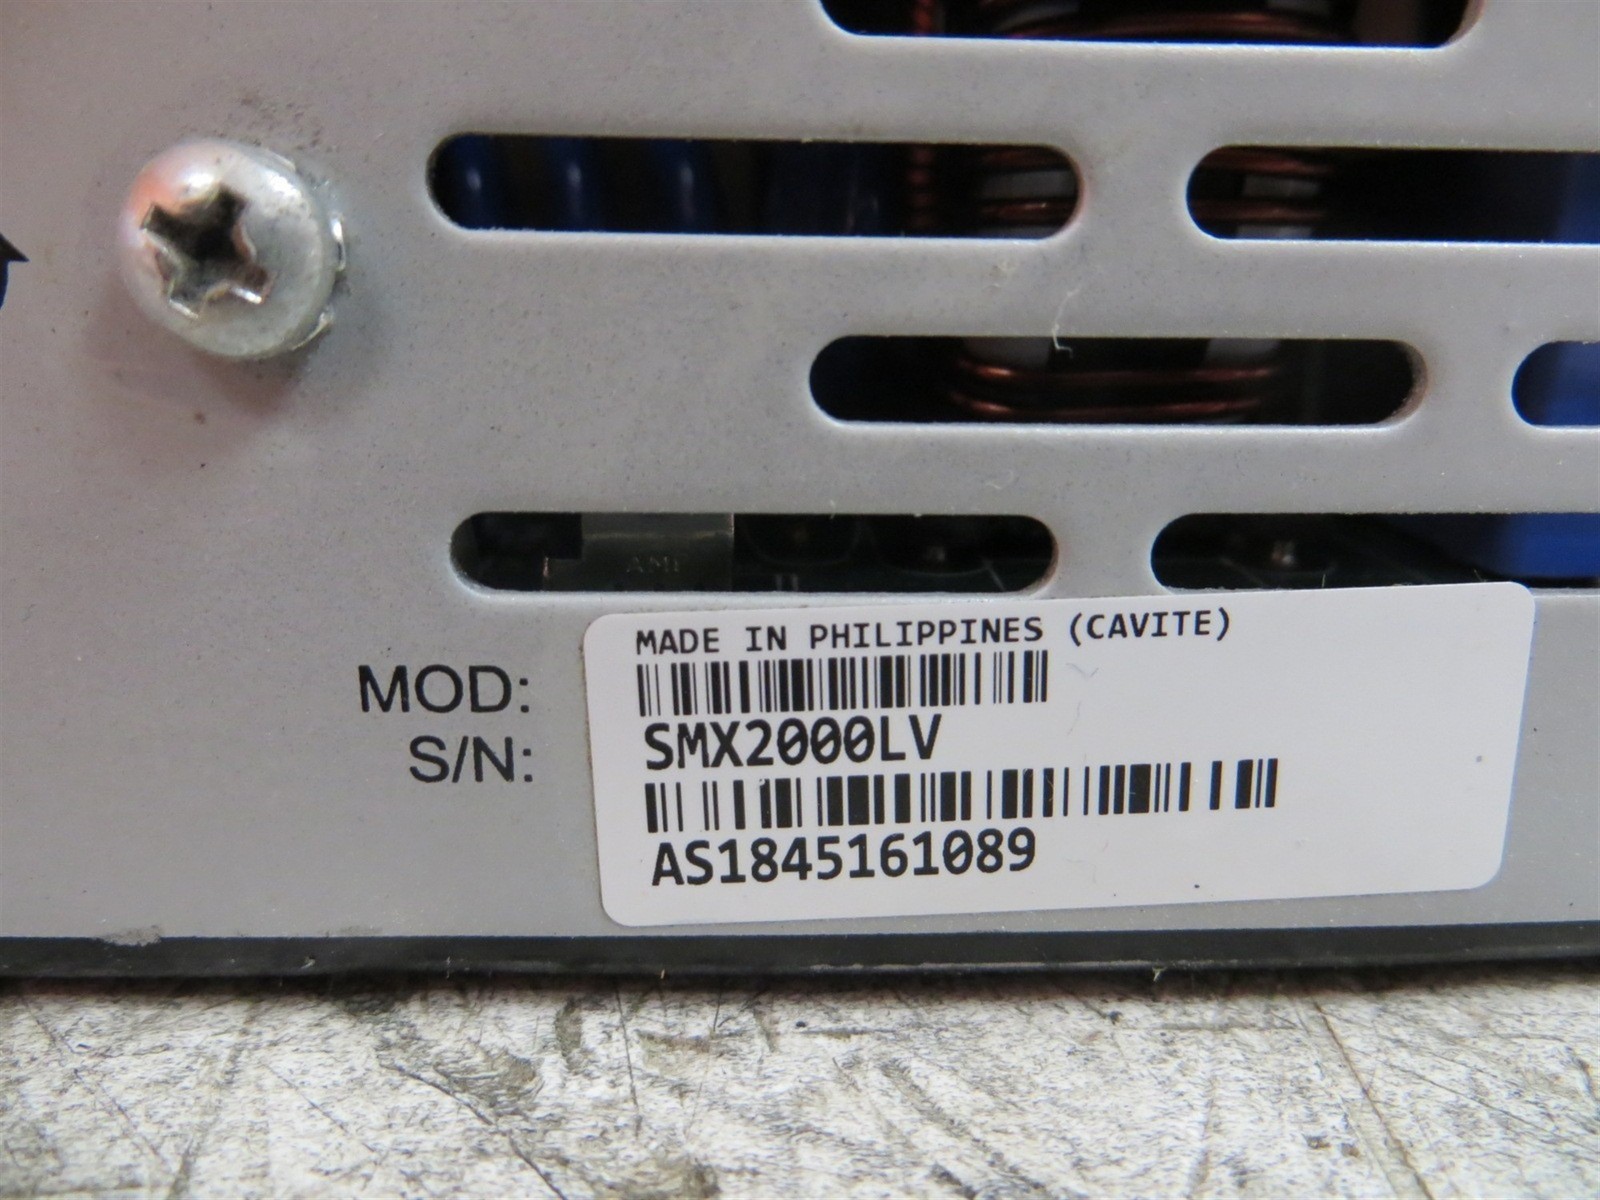 MADE IN PHILIPPINES (CAVITE)
MOD:
SMX2000LV
S/N:
AS1845161089